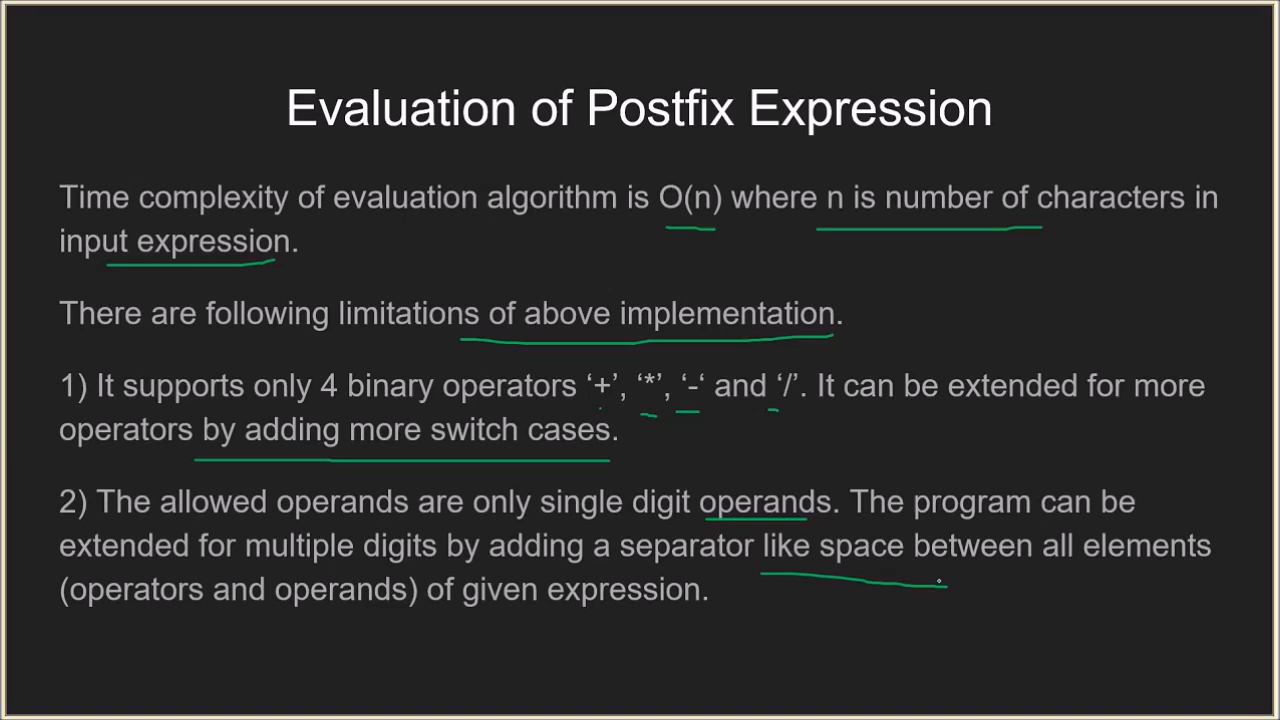 Evaluation of Postfix Expression
Time complexity of evaluation algorithm is O(n) where n is number of characters in
input expression.
There are following limitations of above implementation.
1) It supports only 4 binary operators ‘+’, ‘*’, ‘-‘ and ‘/’. It can be extended for more
operators by adding more switch cases.
2) The allowed operands are only single digit operands. The program can be
extended for multiple digits by adding a separator like space between all elements
(operators and operands) of given expression.